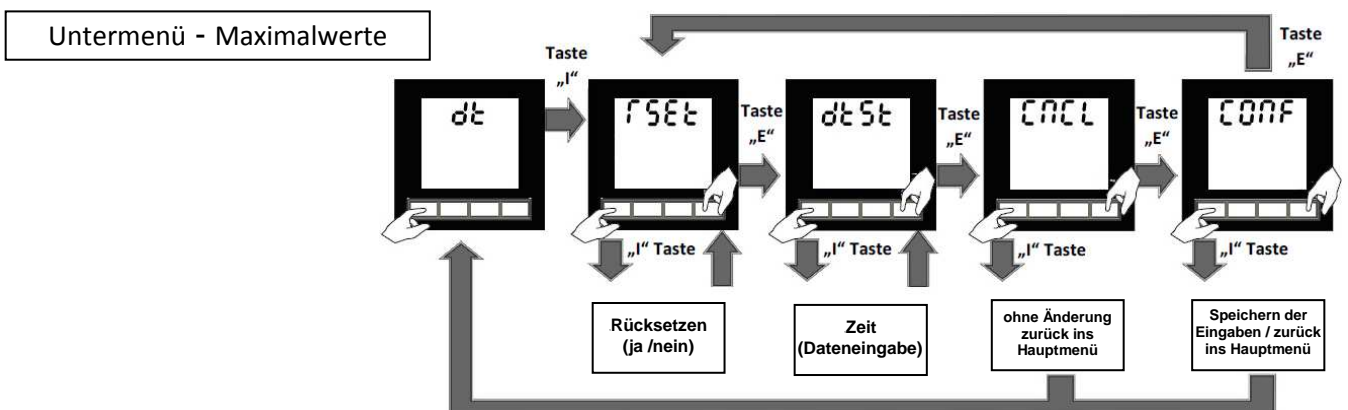 Untermenü - Maximalwerte
Taste
„I“
Taste
„E“
dt
rSEt
Taste
„E“
dtSt
Taste
„E“
CnCL
Taste
„E“
COnF
„I“ Taste
„I“ Taste
„I“ Taste
„I“ Taste
Rücksetzen
(ja /nein)
Zeit
(Dateneingabe)
ohne Änderung
zurück ins
Hauptmenü
Speichern der
Eingaben / zurück
ins Hauptmenü